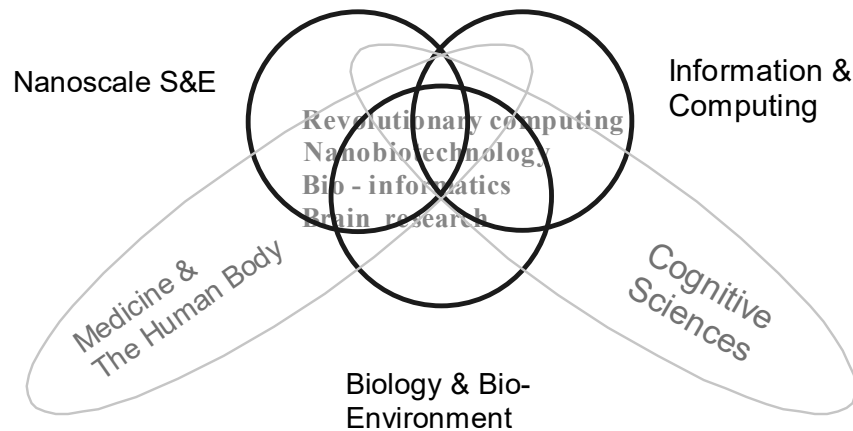 Nanoscale S&E
Information &
Computing
Revolutionary computing
Nanobiotechnology
Bio - informatics
Brain research
Medicine &
The Human Body
Cognitive
Sciences
Biology & Bio-
Environment